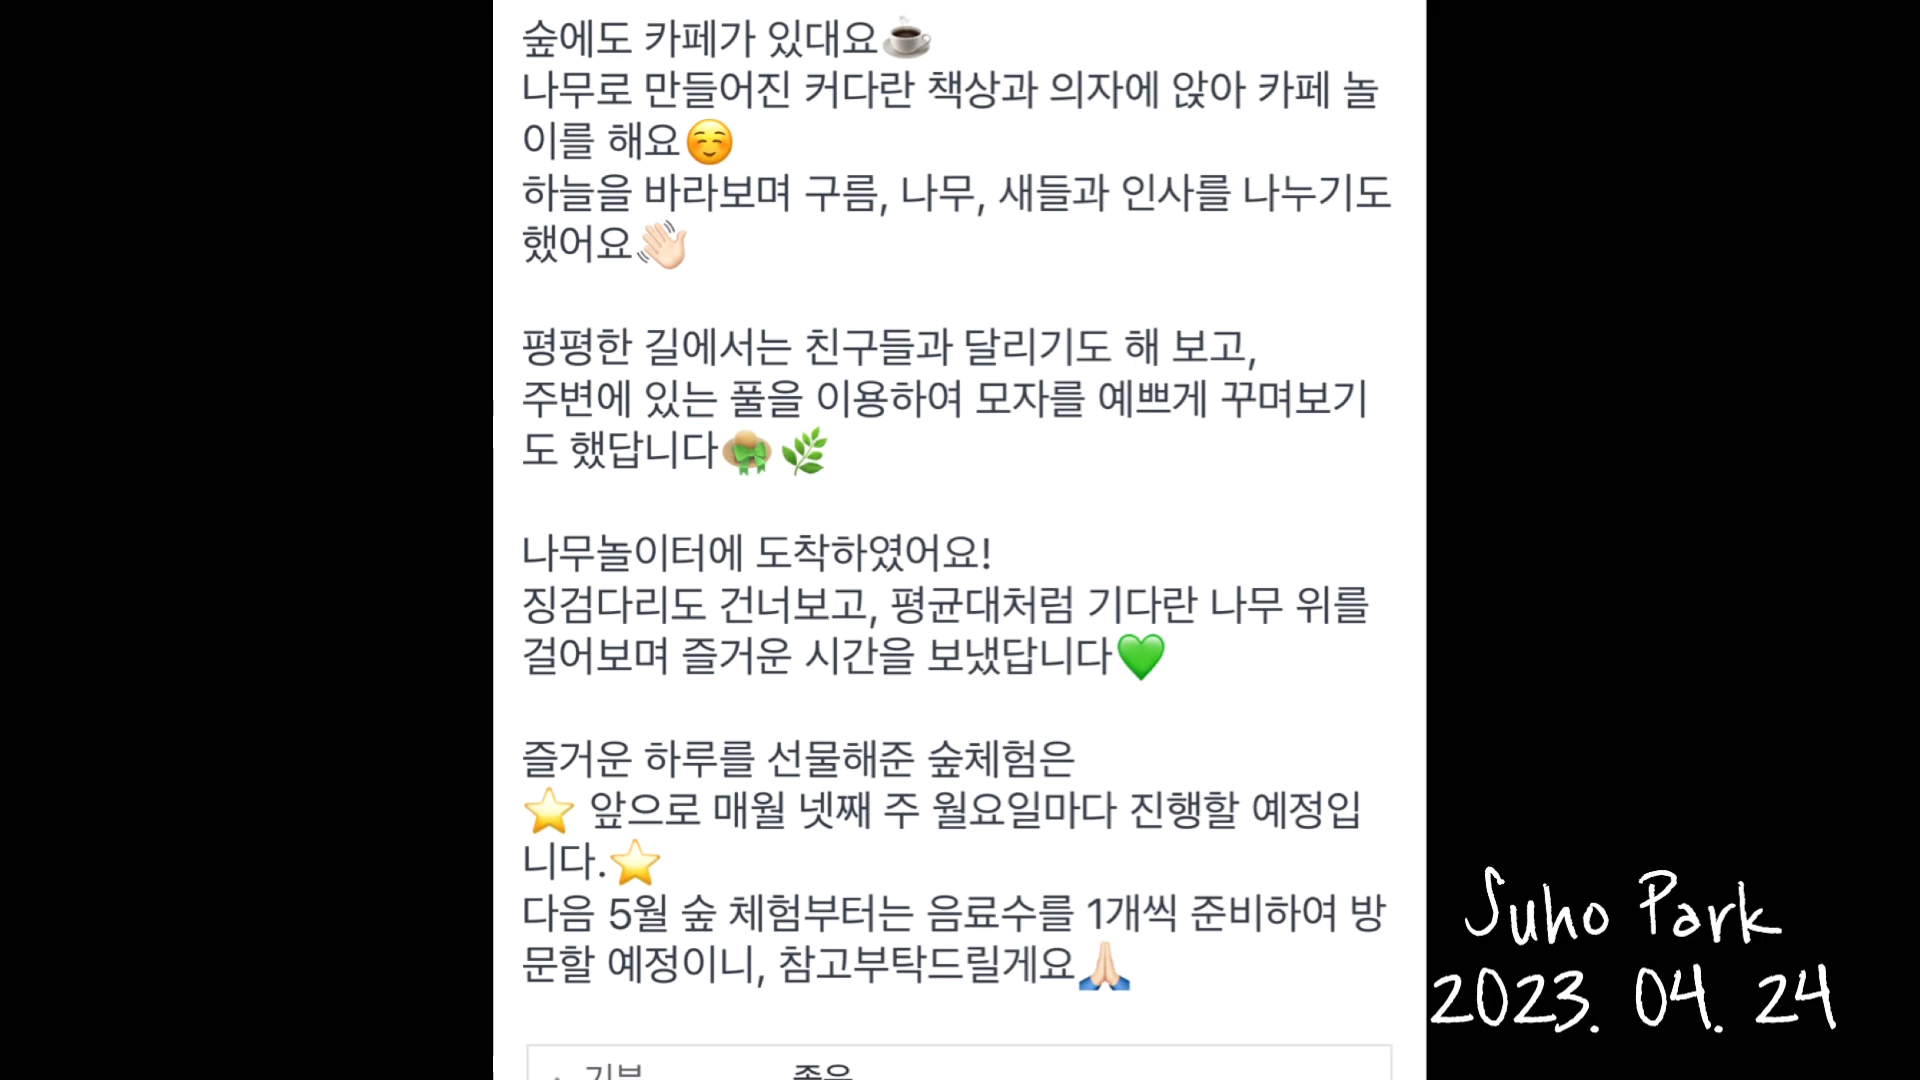 숲에도 카페가 있대요☕
나무로 만들어진 커다란 책상과 의자에 앉아 카페 놀
이를 해요☺️
하늘을 바라보며 구름, 나무, 새들과 인사를 나누기도
했어요👋🏻
평평한 길에서는 친구들과 달리기도 해 보고,
주변에 있는 풀을 이용하여 모자를 예쁘게 꾸며보기
도 했답니다👒🌿
나무놀이터에 도착하였어요!
징검다리도 건너보고, 평균대처럼 기다란 나무 위를
걸어보며 즐거운 시간을 보냈답니다💚
즐거운 하루를 선물해준 숲체험은
⭐ 앞으로 매월 넷째 주 월요일마다 진행할 예정입
니다.⭐
다음 5월 숲 체험부터는 음료수를 1개씩 준비하여 방
문할 예정이니, 참고부탁드릴게요🙏🏻
Suho Park
2023. 04. 24